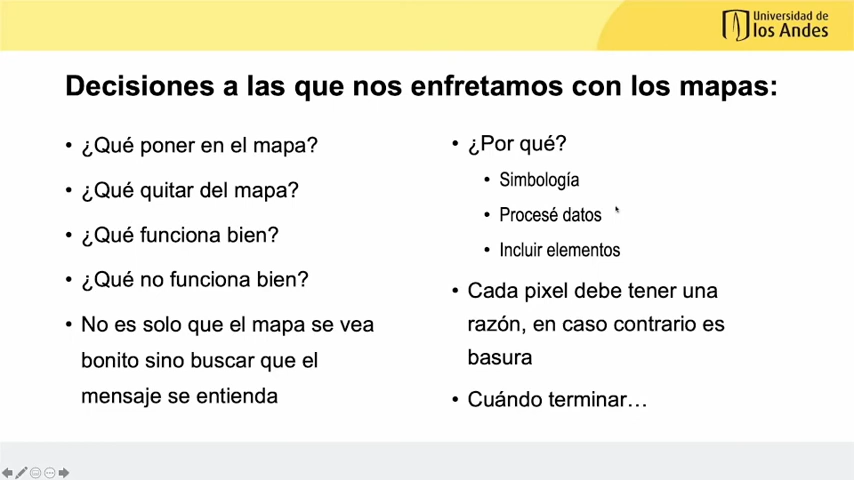 Universidad de
los Andes
Decisiones a las que nos enfretamos con los mapas:
• ¿Qué poner en el mapa?
• ¿Qué quitar del mapa?
• ¿Qué funciona bien?
• ¿Qué no funciona bien?
• No es solo que el mapa se vea
bonito sino buscar que el
mensaje se entienda
• ¿Por qué?
• Simbología
• Procesé datos
• Incluir elementos
• Cada pixel debe tener una
razón, en caso contrario es
basura
• Cuándo terminar…